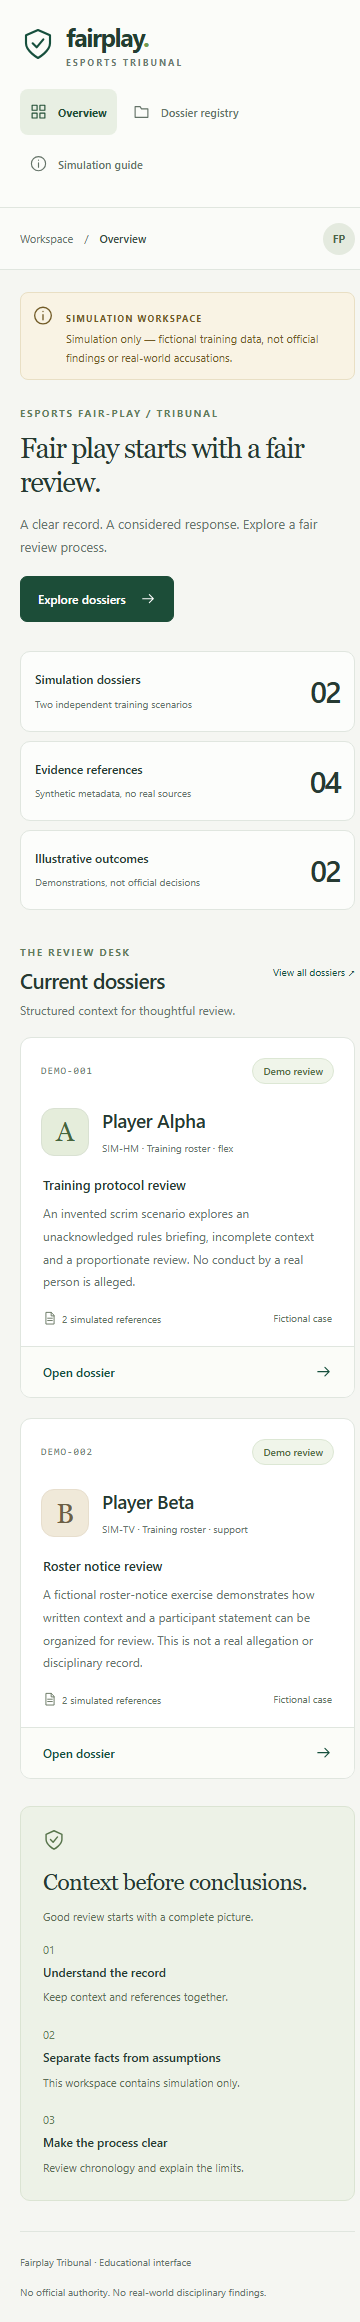 fairplay.
ESPORTS TRIBUNAL
Overview
Dossier registry
Simulation guide
Workspace / Overview
FP
SIMULATION WORKSPACE
Simulation only — fictional training data, not official
findings or real-world accusations.
ESPORTS FAIR-PLAY / TRIBUNAL
Fair play starts with a fair
review.
A clear record. A considered response. Explore a fair
review process.
Explore dossiers →
Simulation dossiers
Two independent training scenarios
02
Evidence references
Synthetic metadata, no real sources
04
Illustrative outcomes
Demonstrations, not official decisions
02
THE REVIEW DESK
Current dossiers
View all dossiers ↗
Structured context for thoughtful review.
DEMO-001
Demo review
A
Player Alpha
SIM-HM · Training roster · flex
Training protocol review
An invented scrim scenario explores an
unacknowledged rules briefing, incomplete context
and a proportionate review. No conduct by a real
person is alleged.
2 simulated references
Fictional case
Open dossier →
DEMO-002
Demo review
B
Player Beta
SIM-TV · Training roster · support
Roster notice review
A fictional roster-notice exercise demonstrates how
written context and a participant statement can be
organized for review. This is not a real allegation or
disciplinary record.
2 simulated references
Fictional case
Open dossier →
Context before conclusions.
Good review starts with a complete picture.
01
Understand the record
Keep context and references together.
02
Separate facts from assumptions
This workspace contains simulation only.
03
Make the process clear
Review chronology and explain the limits.
Fairplay Tribunal · Educational interface
No official authority. No real-world disciplinary findings.